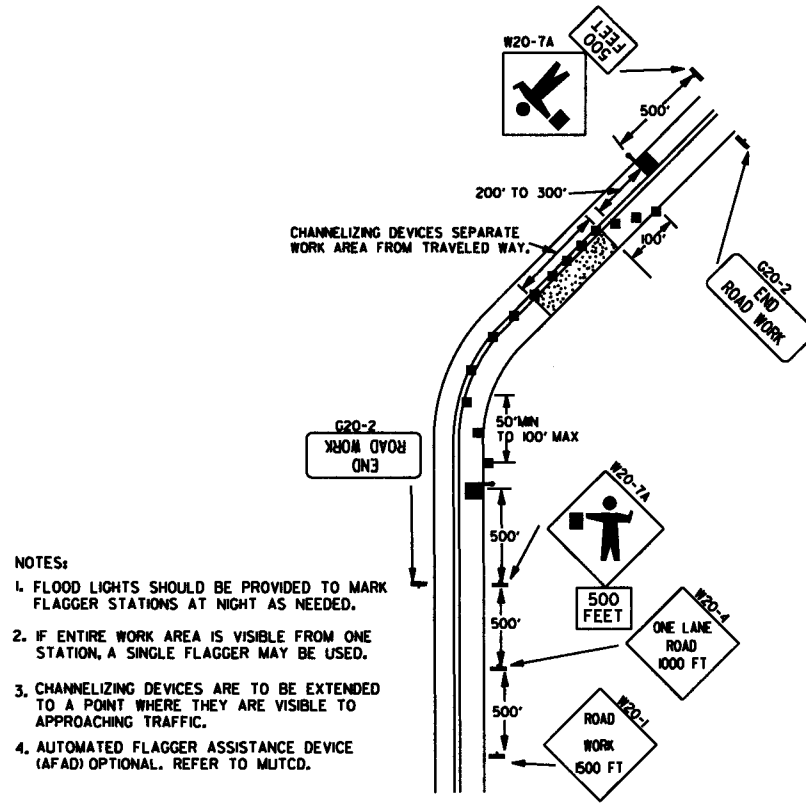 500
FEET
W20-7A
500'
200' TO 300'
CHANNELIZING DEVICES SEPARATE
WORK AREA FROM TRAVELED WAY.
100'
G20-2
END
ROAD WORK
G20-2
END
ROAD WORK
50'MIN
TO 100' MAX
W20-7A
500'
500
FEET
500'
W20-4
ONE LANE
ROAD
1000 FT
500'
W20-1
ROAD
WORK
1500 FT
NOTES:
1. FLOOD LIGHTS SHOULD BE PROVIDED TO MARK
FLAGGER STATIONS AT NIGHT AS NEEDED.
2. IF ENTIRE WORK AREA IS VISIBLE FROM ONE
STATION, A SINGLE FLAGGER MAY BE USED.
3. CHANNELIZING DEVICES ARE TO BE EXTENDED
TO A POINT WHERE THEY ARE VISIBLE TO
APPROACHING TRAFFIC.
4. AUTOMATED FLAGGER ASSISTANCE DEVICE
(AFAD) OPTIONAL. REFER TO MUTCD.